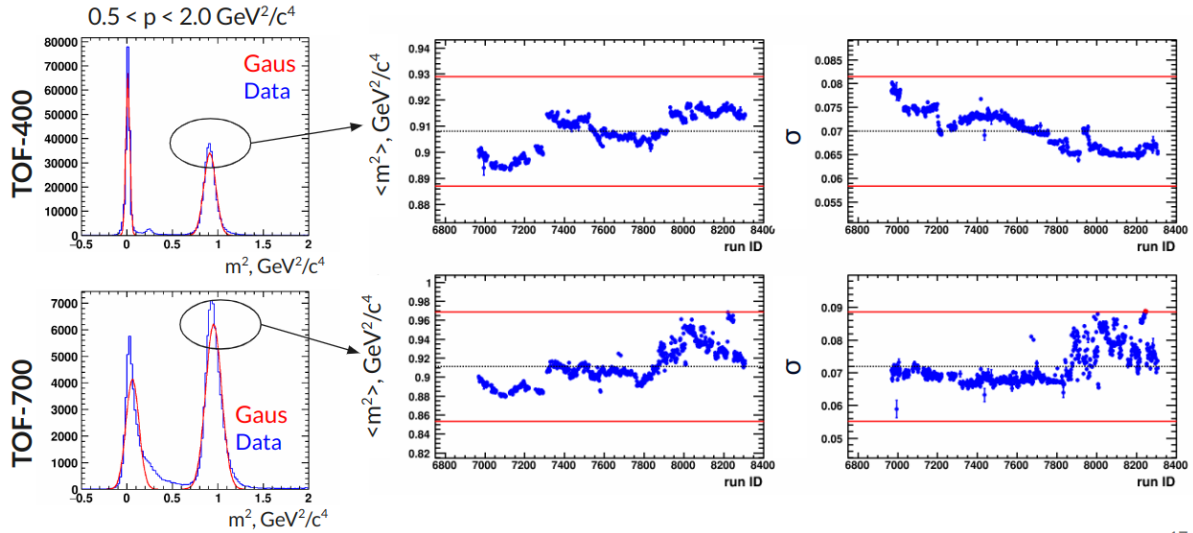 0.5 < p < 2.0 GeV²/c⁴
TOF-400
80000
70000
60000
50000
40000
30000
20000
10000
0
Gaus
Data
−0.5 0 0.5 1 1.5 2
m², GeV²/c⁴
<m²>, GeV²/c⁴
0.94
0.93
0.92
0.91
0.9
0.89
0.88
6800 7000 7200 7400 7600 7800 8000 8200 8400
run ID
σ
0.085
0.08
0.075
0.07
0.065
0.06
0.055
6800 7000 7200 7400 7600 7800 8000 8200 8400
run ID
TOF-700
7000
6000
5000
4000
3000
2000
1000
0
Gaus
Data
−0.5 0 0.5 1 1.5 2
m², GeV²/c⁴
<m²>, GeV²/c⁴
1
0.98
0.96
0.94
0.92
0.9
0.88
0.86
0.84
0.82
6800 7000 7200 7400 7600 7800 8000 8200 8400
run ID
σ
0.09
0.08
0.07
0.06
0.05
6800 7000 7200 7400 7600 7800 8000 8200 8400
run ID